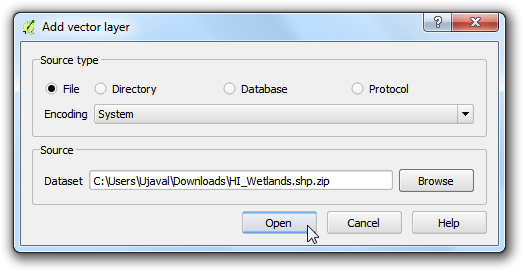 Add vector layer
Source type
File Directory Database Protocol
Encoding System
Source
Dataset C:\Users\Ujaval\Downloads\HI_Wetlands.shp.zip Browse
Open Cancel Help